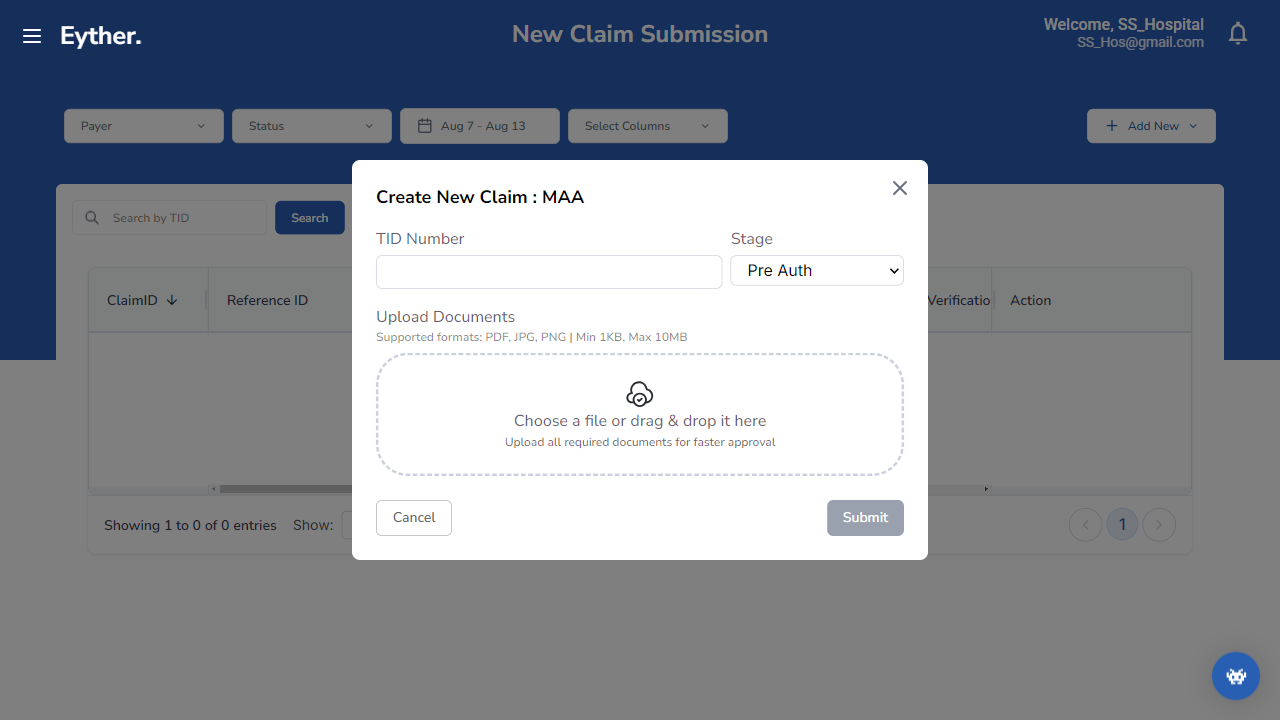 Eyther.
New Claim Submission
Welcome, SS_Hospital
SS_Hos@gmail.com
Payer
Status
Aug 7 - Aug 13
Select Columns
Add New
Search by TID
Search
ClaimID
Reference ID
Verificatio
Action
Create New Claim : MAA
TID Number
Stage
Pre Auth
Upload Documents
Supported formats: PDF, JPG, PNG | Min 1KB, Max 10MB
Choose a file or drag & drop it here
Upload all required documents for faster approval
Cancel
Submit
Showing 1 to 0 of 0 entries
Show:
1